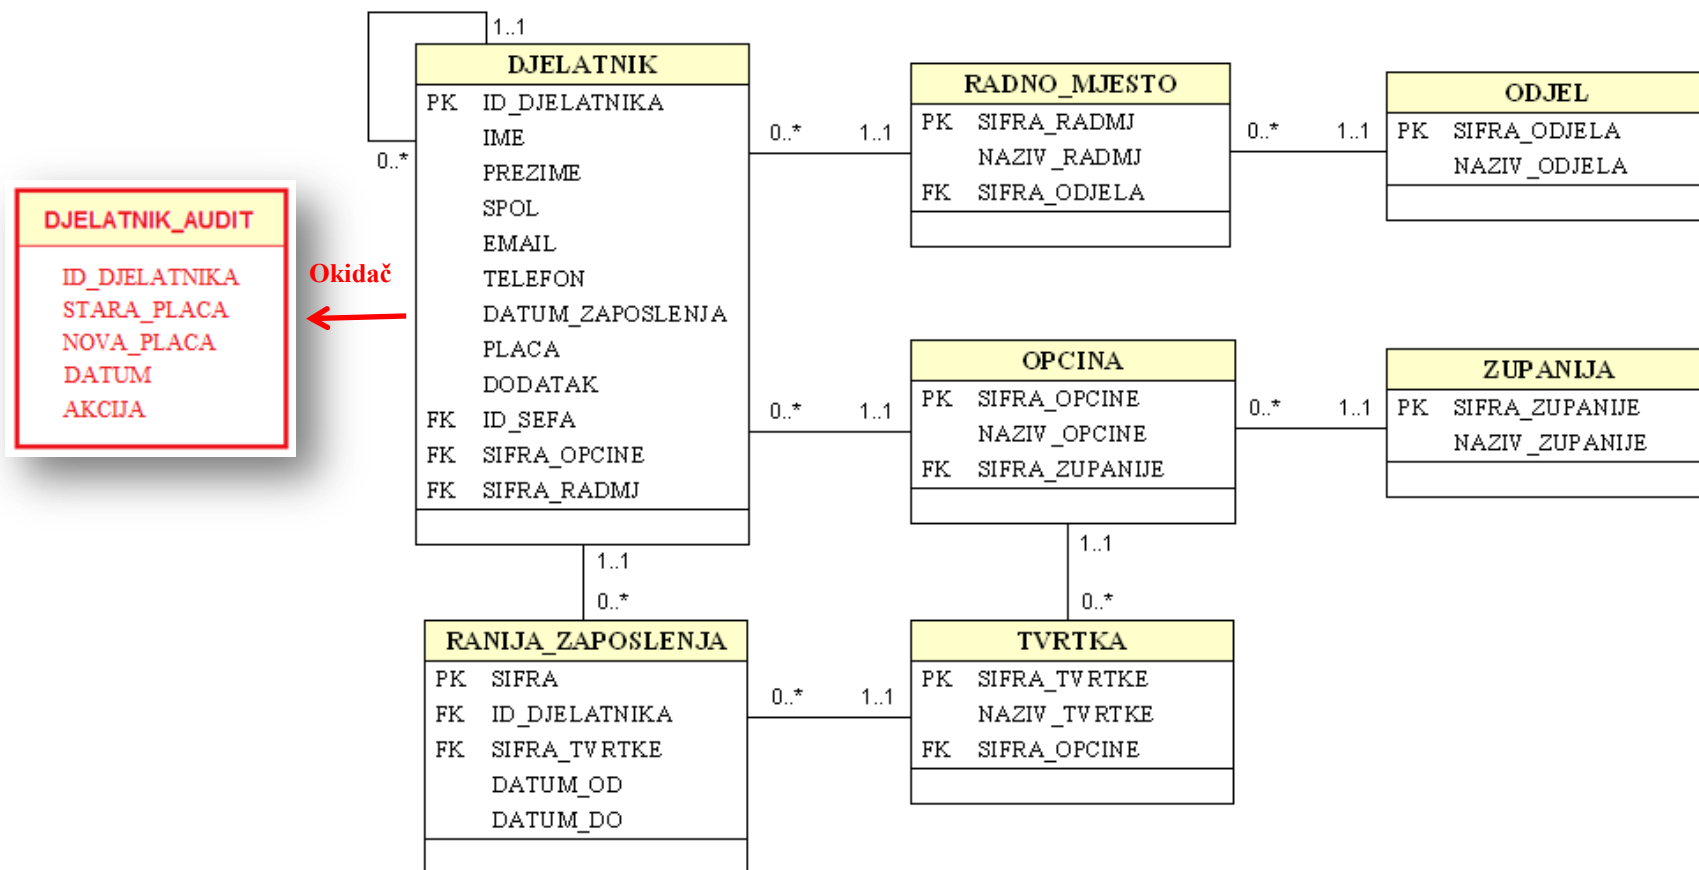 1..1
0..*
DJELATNIK
PK ID_DJELATNIKA
IME
PREZIME
SPOL
EMAIL
TELEFON
DATUM_ZAPOSLENJA
PLACA
DODATAK
FK ID_SEFA
FK SIFRA_OPCINE
FK SIFRA_RADMJ
0..* 1..1
RADNO_MJESTO
PK SIFRA_RADMJ
NAZIV_RADMJ
FK SIFRA_ODJELA
0..* 1..1
ODJEL
PK SIFRA_ODJELA
NAZIV_ODJELA
DJELATNIK_AUDIT
ID_DJELATNIKA
STARA_PLACA
NOVA_PLACA
DATUM
AKCIJA
Okidač
0..* 1..1
OPCINA
PK SIFRA_OPCINE
NAZIV_OPCINE
FK SIFRA_ZUPANIJE
0..* 1..1
ZUPANIJA
PK SIFRA_ZUPANIJE
NAZIV_ZUPANIJE
1..1
0..*
1..1
0..*
RANIJA_ZAPOSLENJA
PK SIFRA
FK ID_DJELATNIKA
FK SIFRA_TVRTKE
DATUM_OD
DATUM_DO
0..* 1..1
TVRTKA
PK SIFRA_TVRTKE
NAZIV_TVRTKE
FK SIFRA_OPCINE